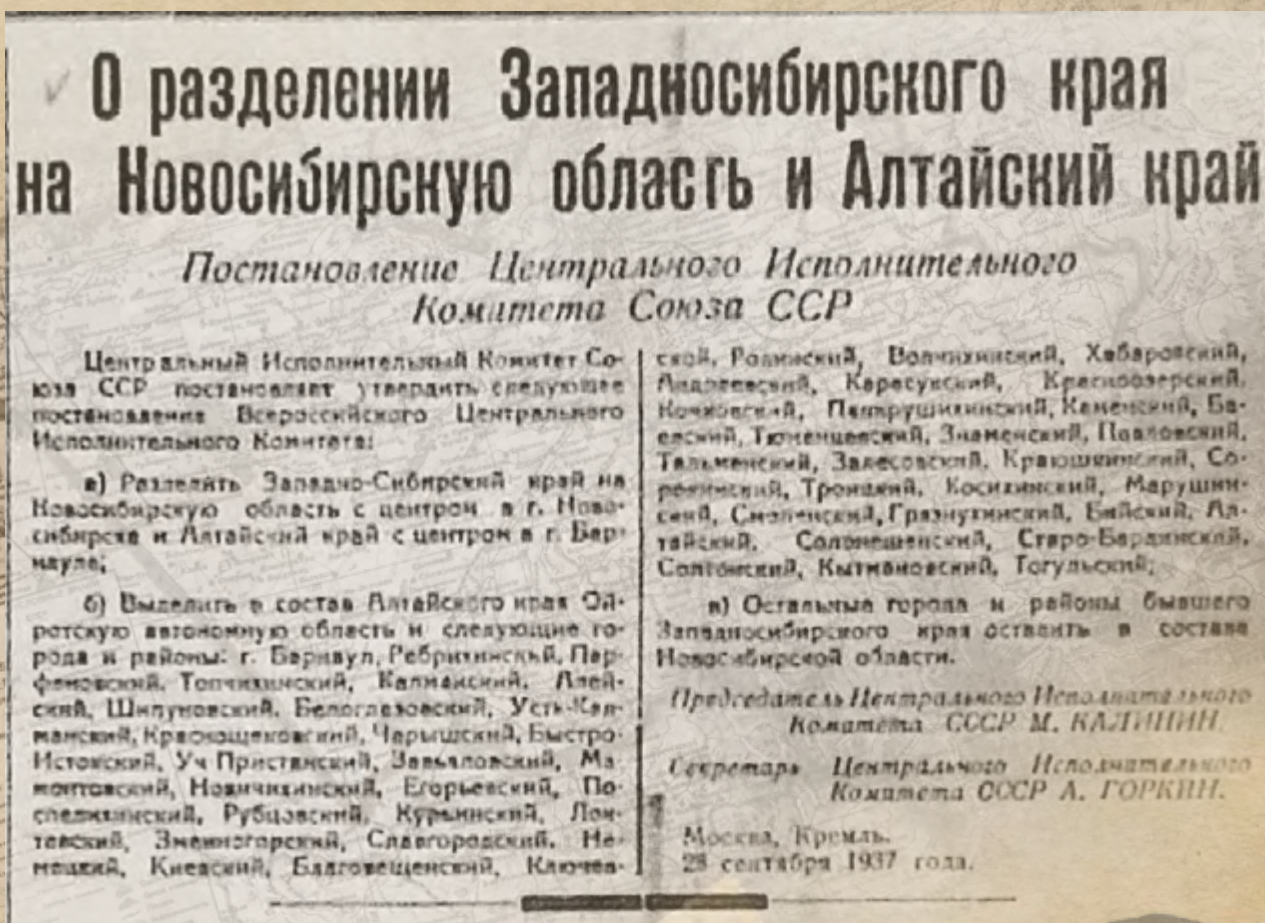 О разделении Западносибирского края
на Новосибирскую область и Алтайский край
Постановление Центрального Исполнительного
Комитета Союза ССР
Центральный Исполнительный Комитет Со-
юза ССР постановляет утвердить следующее
постановление Всероссийского Центрального
Исполнительного Комитета:
а) Разделить Западно-Сибирский край на
Новосибирскую область с центром в г. Ново-
сибирске и Алтайский край с центром в г. Бар-
науле;
б) Выделить в состав Алтайского края Ой-
ротскую автономную область и следующие го-
рода и районы: г. Барнаул, Ребрихинский, Пар-
феновский, Топчихинский, Калманский, Алей-
ский, Шипуновский, Белоглазовский, Усть-Кал-
манский, Краснощековский, Чарышский, Быстро-
Истокский, Уч Пристанский, Завьяловский, Ма-
монтовский, Новичихинский, Егорьевский, По-
спелихинский, Рубцовский, Курьинский, Лок-
тевский, Змеиногорский, Славгородский, Не-
мецкий, Киевский, Благовещенский, Ключев-
ской, Родинский, Волчихинский, Хабаровский,
Андреевский, Карасукский, Краснозерский,
Кочковский, Панкрушихинский, Каменский, Ба-
евский, Тюменцевский, Знаменский, Павловский,
Тальменский, Залесовский, Краюшкинский, Со-
рокинский, Троицкий, Косихинский, Марушин-
ский, Смоленский, Грязнухинский, Бийский, Ал-
тайский, Солонешенский, Старо-Бардинский,
Солтонский, Кытмановский, Тогульский;
в) Остальные города и районы бывшего
Западносибирского края оставить в составе
Новосибирской области.
Председатель Центрального Исполнительного
Комитета СССР М. КАЛИНИН.
Секретарь Центрального Исполнительного
Комитета СССР А. ГОРКИН.
Москва, Кремль.
28 сентября 1937 года.